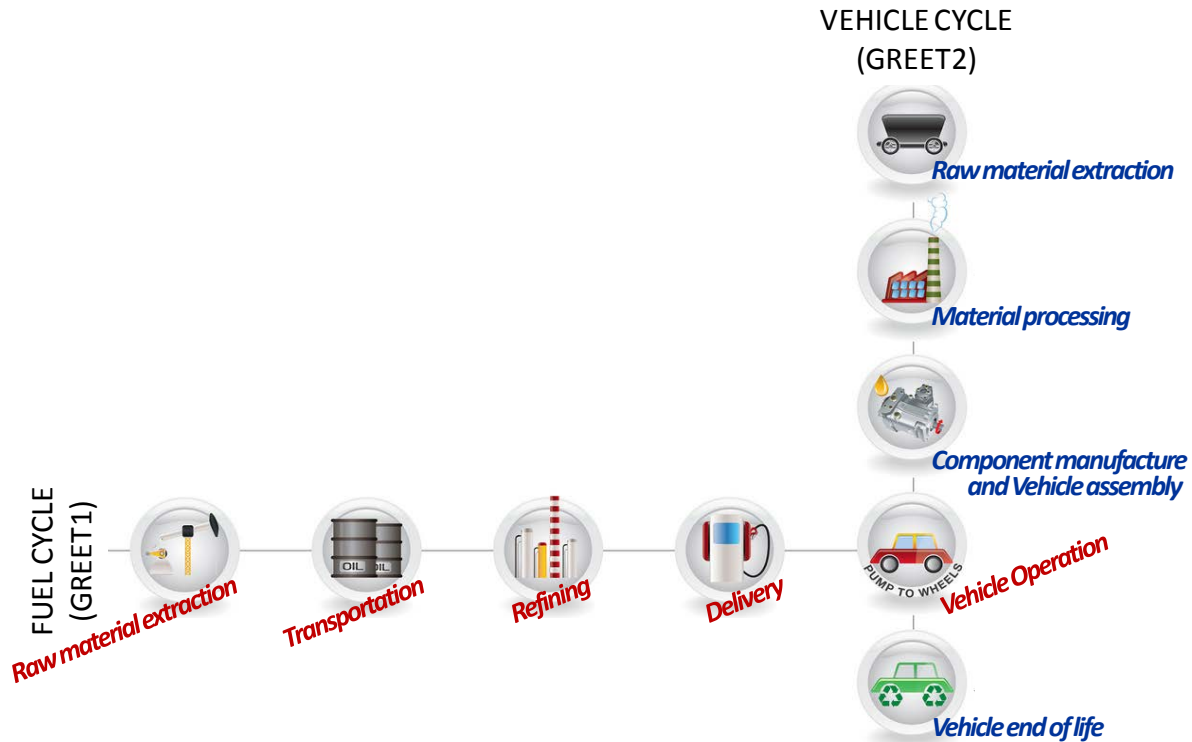 VEHICLE CYCLE
(GREET2)
Raw material extraction
Material processing
Component manufacture
and Vehicle assembly
FUEL CYCLE
(GREET1)
Raw material extraction
OIL
OIL
Transportation
Refining
Delivery
PUMP TO WHEELS
Vehicle Operation
Vehicle end of life